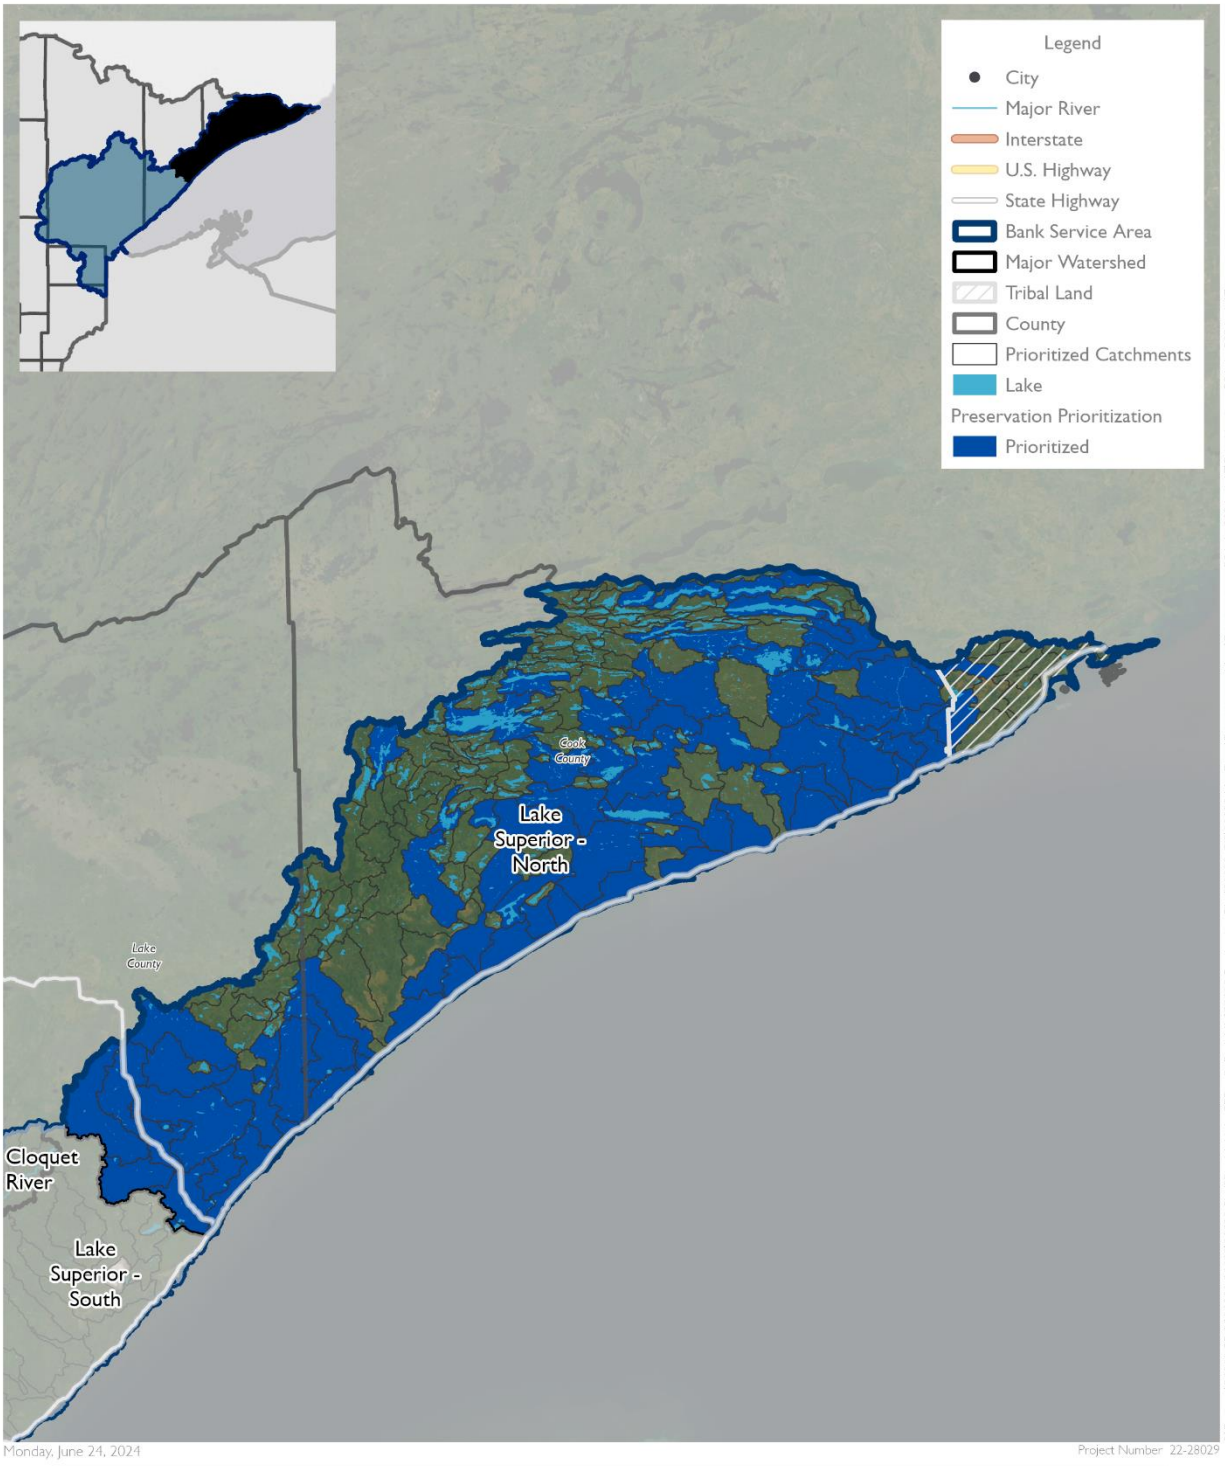 Legend
City
Major River
Interstate
U.S. Highway
State Highway
Bank Service Area
Major Watershed
Tribal Land
County
Prioritized Catchments
Lake
Preservation Prioritization
Prioritized
Cook
County
Lake
Superior -
North
Lake
County
Cloquet
River
Lake
Superior -
South
Monday, June 24, 2024
Project Number 22-28029